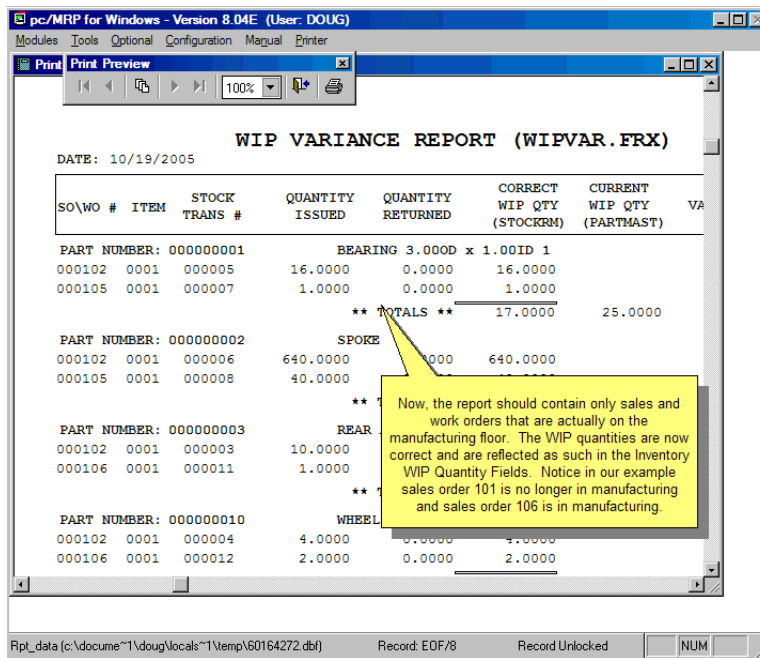 pc/MRP for Windows - Version 8.04E (User: DOUG)
Modules Tools Optional Configuration Manual Printer
Print Print Preview
100%
WIP VARIANCE REPORT (WIPVAR.FRX)
DATE: 10/19/2005
CORRECT CURRENT
STOCK QUANTITY QUANTITY WIP QTY WIP QTY
SO\WO # ITEM TRANS # ISSUED RETURNED (STOCKRM) (PARTMAST) VA
PART NUMBER: 000000001 BEARING 3.00OD x 1.00ID 1
000102 0001 000005 16.0000 0.0000 16.0000
000105 0001 000007 1.0000 0.0000 1.0000
** TOTALS ** 17.0000 25.0000
PART NUMBER: 000000002 SPOKE
000102 0001 000006 640.0000 0000 640.0000
000105 0001 000008 40.0000
**
PART NUMBER: 000000003 REAR
000102 0001 000003 10.0000
000106 0001 000011 1.0000
**
PART NUMBER: 000000010 WHEEL
000102 0001 000004 4.0000 0.0000 4.0000
000106 0001 000012 2.0000 0.0000 2.0000
Now, the report should contain only sales and
work orders that are actually on the
manufacturing floor. The WIP quantities are now
correct and are reflected as such in the Inventory
WIP Quantity Fields. Notice in our example
sales order 101 is no longer in manufacturing
and sales order 106 is in manufacturing.
Rpt_data (c:\docume~1\doug\locals~1\temp\60164272.dbf) Record: EOF/8 Record Unlocked NUM